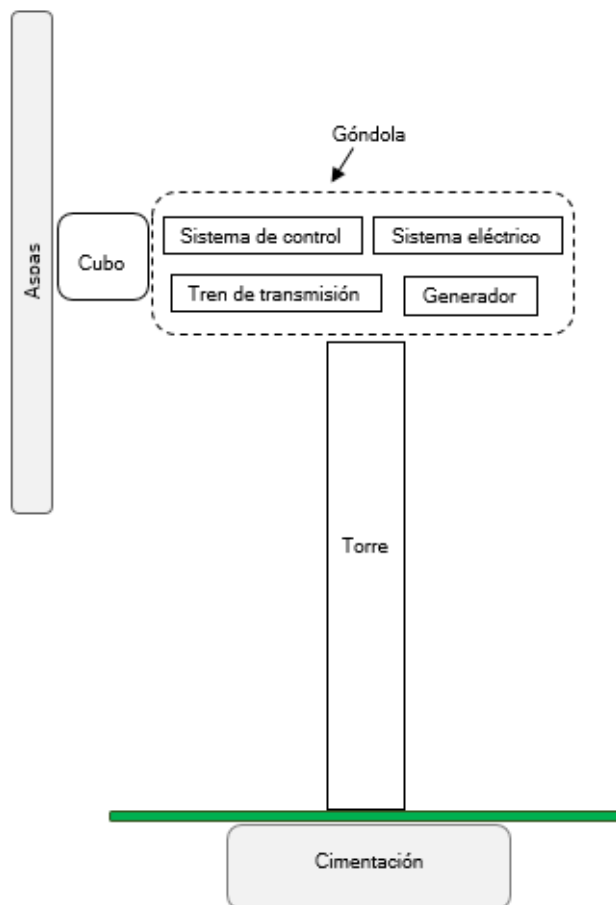 Góndola
Sistema de control
Sistema eléctrico
Cubo
Aspas
Tren de transmisión
Generador
Torre
Cimentación